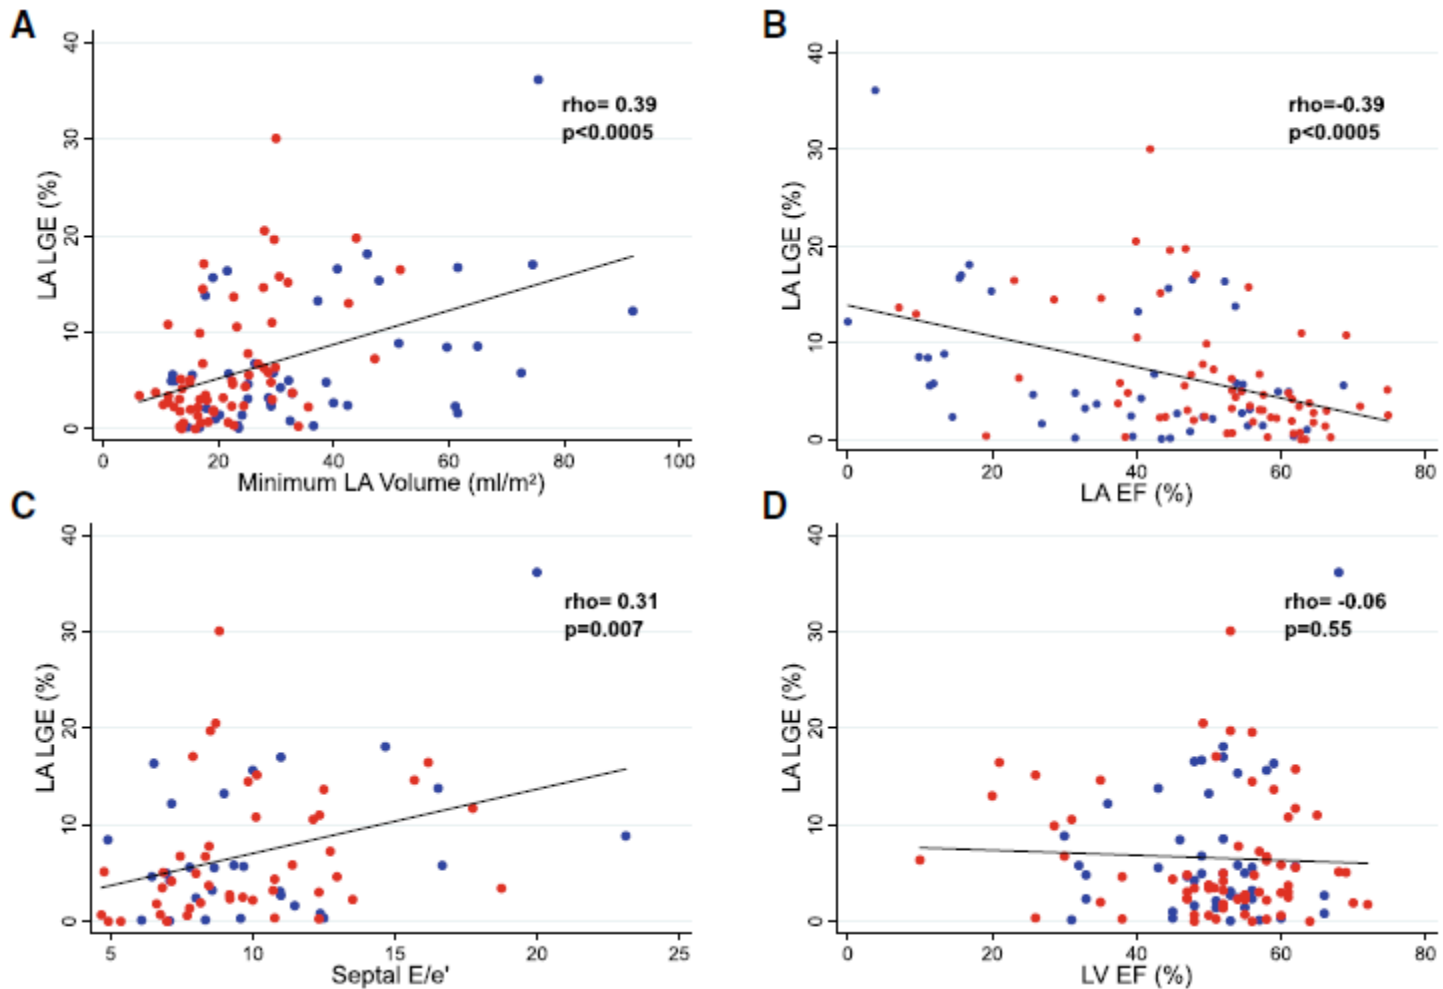 A
LA LGE (%)
40
30
20
10
0
rho= 0.39
p<0.0005
0 20 40 60 80 100
Minimum LA Volume (ml/m²)
B
LA LGE (%)
40
30
20
10
0
rho=-0.39
p<0.0005
0 20 40 60 80
LA EF (%)
C
LA LGE (%)
40
30
20
10
0
rho= 0.31
p=0.007
5 10 15 20 25
Septal E/e'
D
LA LGE (%)
40
30
20
10
0
rho= -0.06
p=0.55
0 20 40 60 80
LV EF (%)